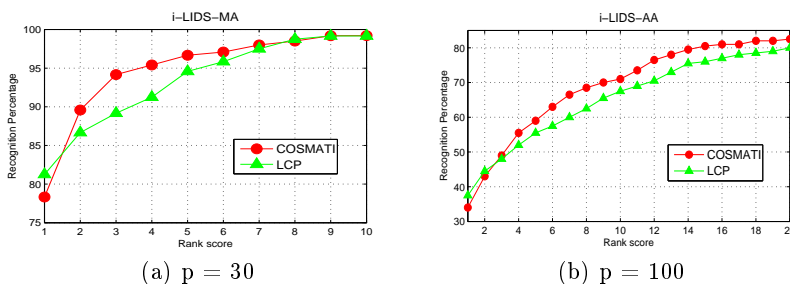 i-LIDS-MA
Recognition Percentage
100
95
90
85
80
75
1 2 3 4 5 6 7 8 9 10
Rank score
COSMATI
LCP
(a) p = 30
i-LIDS-AA
Recognition Percentage
80
70
60
50
40
30
2 4 6 8 10 12 14 16 18 2
Rank score
COSMATI
LCP
(b) p = 100